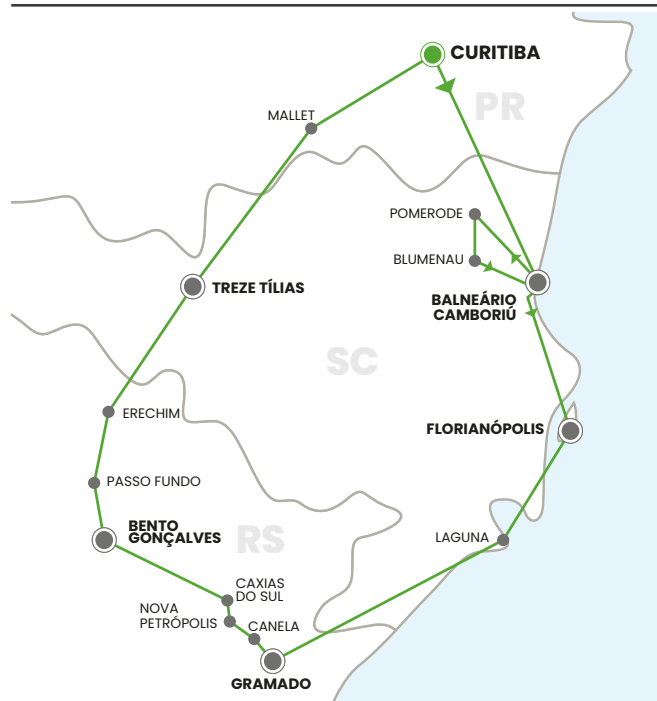 CURITIBA
PR
MALLET
POMERODE
BLUMENAU
TREZE TÍLIAS
BALNEÁRIO
CAMBORIÚ
SC
ERECHIM
FLORIANÓPOLIS
PASSO FUNDO
BENTO
GONÇALVES
RS
LAGUNA
CAXIAS
DO SUL
NOVA
PETRÓPOLIS
CANELA
GRAMADO